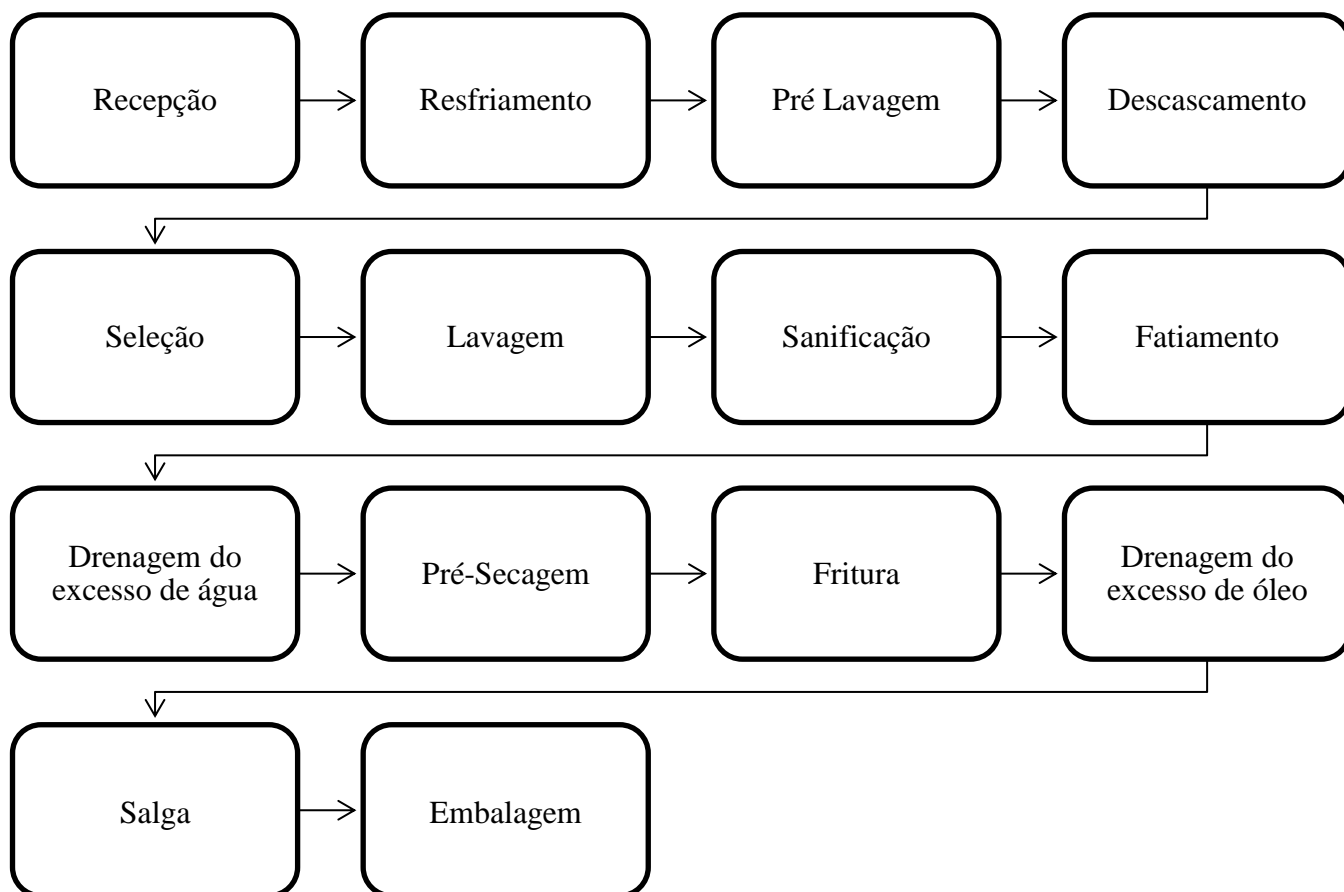 Recepção
Resfriamento
Pré Lavagem
Descascamento
Seleção
Lavagem
Sanificação
Fatiamento
Drenagem do
excesso de água
Pré-Secagem
Fritura
Drenagem do
excesso de óleo
Salga
Embalagem